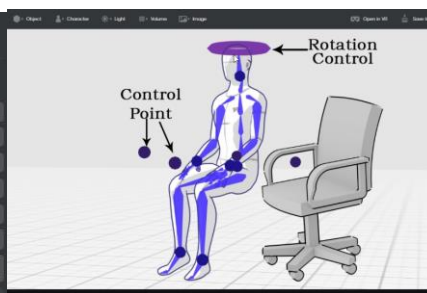 Object
Character
Light
Volume
Image
Open in VR
Rotation
Control
Control
Point